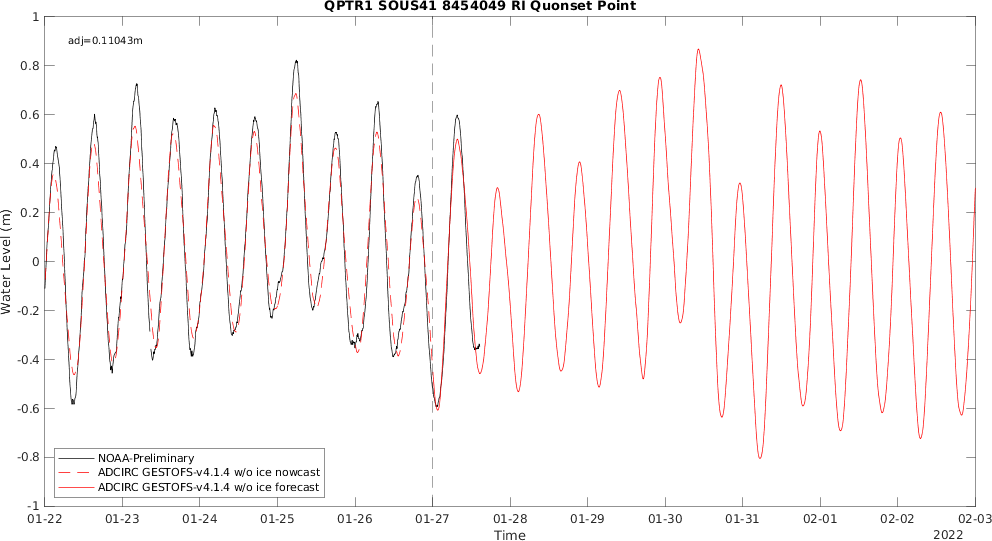 QPTR1 SOUS41 8454049 RI Quonset Point
adj=0.11043m
1
0.8
0.6
0.4
0.2
0
-0.2
-0.4
-0.6
-0.8
-1
Water Level (m)
NOAA-Preliminary
ADCIRC GESTOFS-v4.1.4 w/o ice nowcast
ADCIRC GESTOFS-v4.1.4 w/o ice forecast
01-22 01-23 01-24 01-25 01-26 01-27 01-28 01-29 01-30 01-31 02-01 02-02 02-03
Time
2022